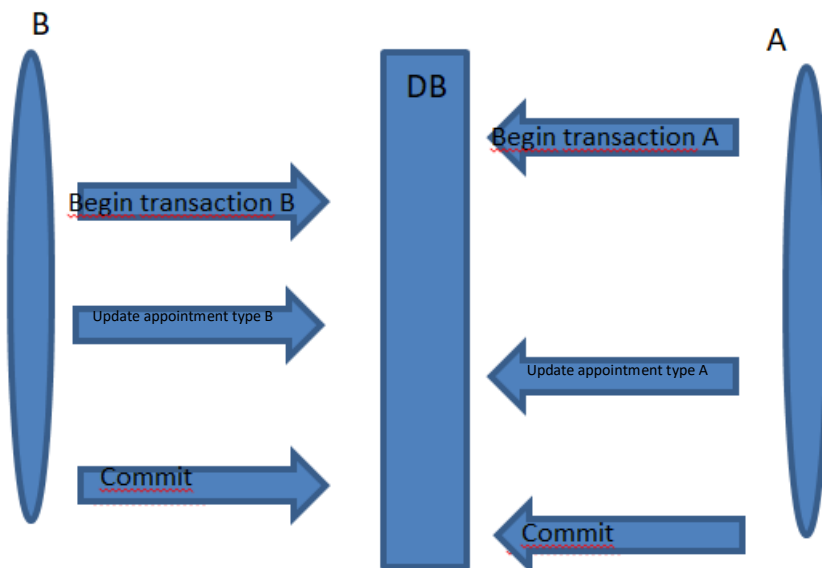 B
A
DB
Begin transaction A
Begin transaction B
Update appointment type B
Update appointment type A
Commit
Commit